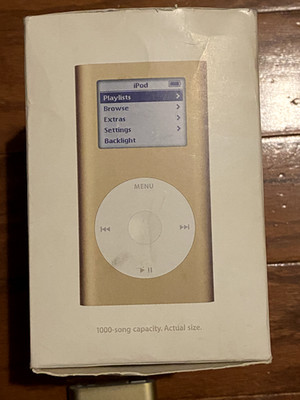 iPod
Playlists
Browse
Extras
Settings
Backlight
MENU
1000-song capacity. Actual size.